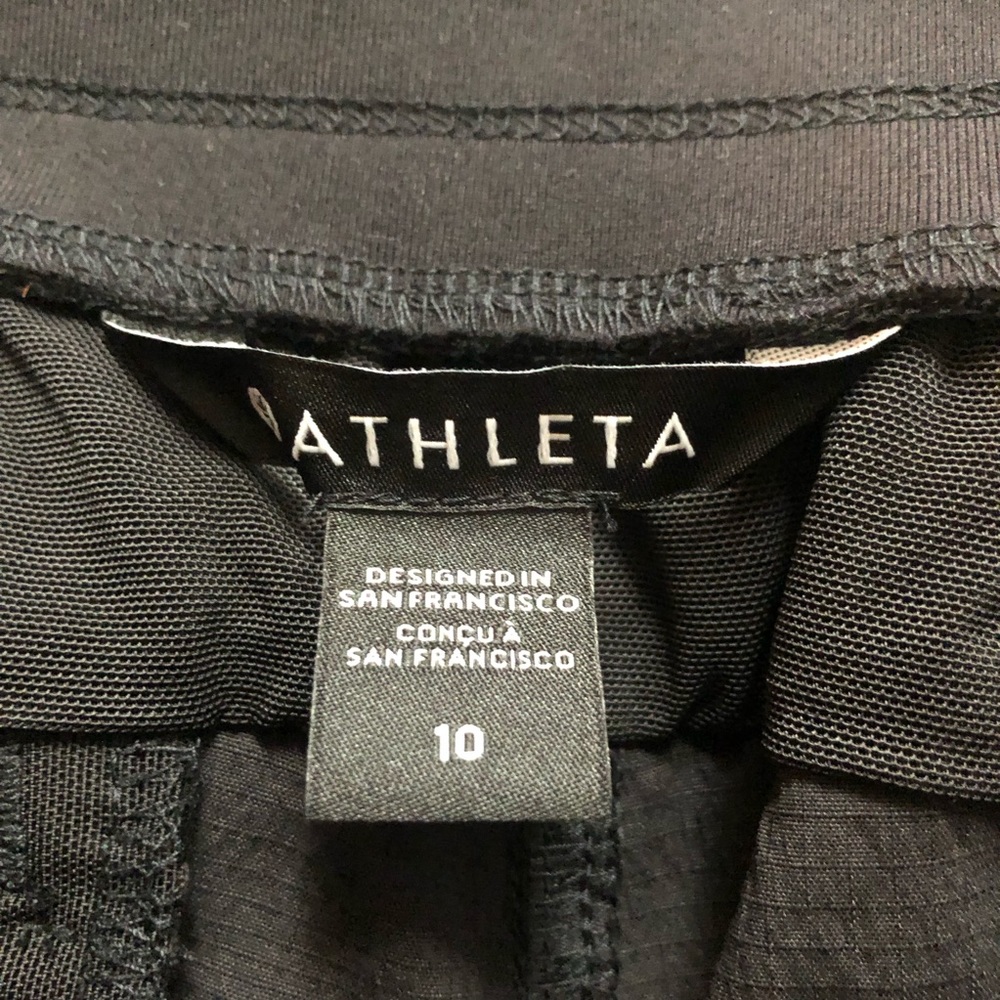 ATHLETA
DESIGNED IN
SAN FRANCISCO
CONÇU À
SAN FRANCISCO
10